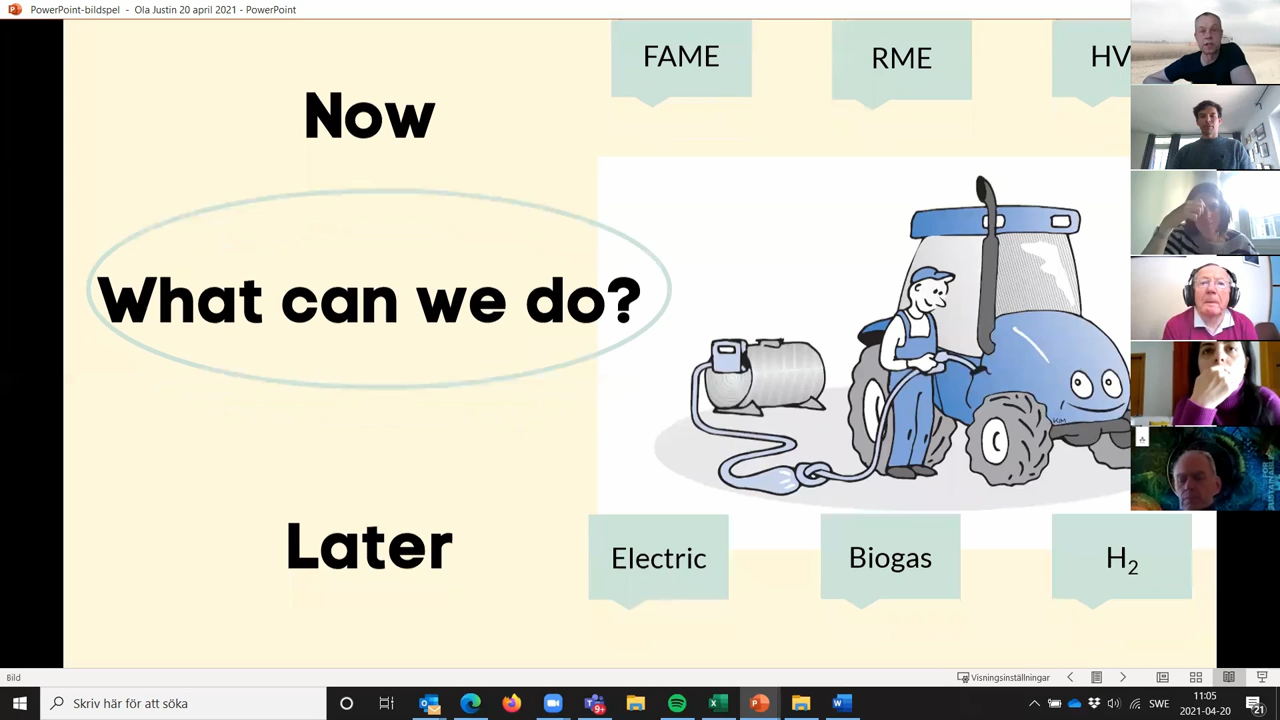 PowerPoint-bildspel - Ola Justin 20 april 2021 - PowerPoint
FAME
RME
HV
Now
What can we do?
Later
Electric
Biogas
H₂
Bild
Visningsinställningar
Skriv här för att söka
SWE
11:05
2021-04-20
21